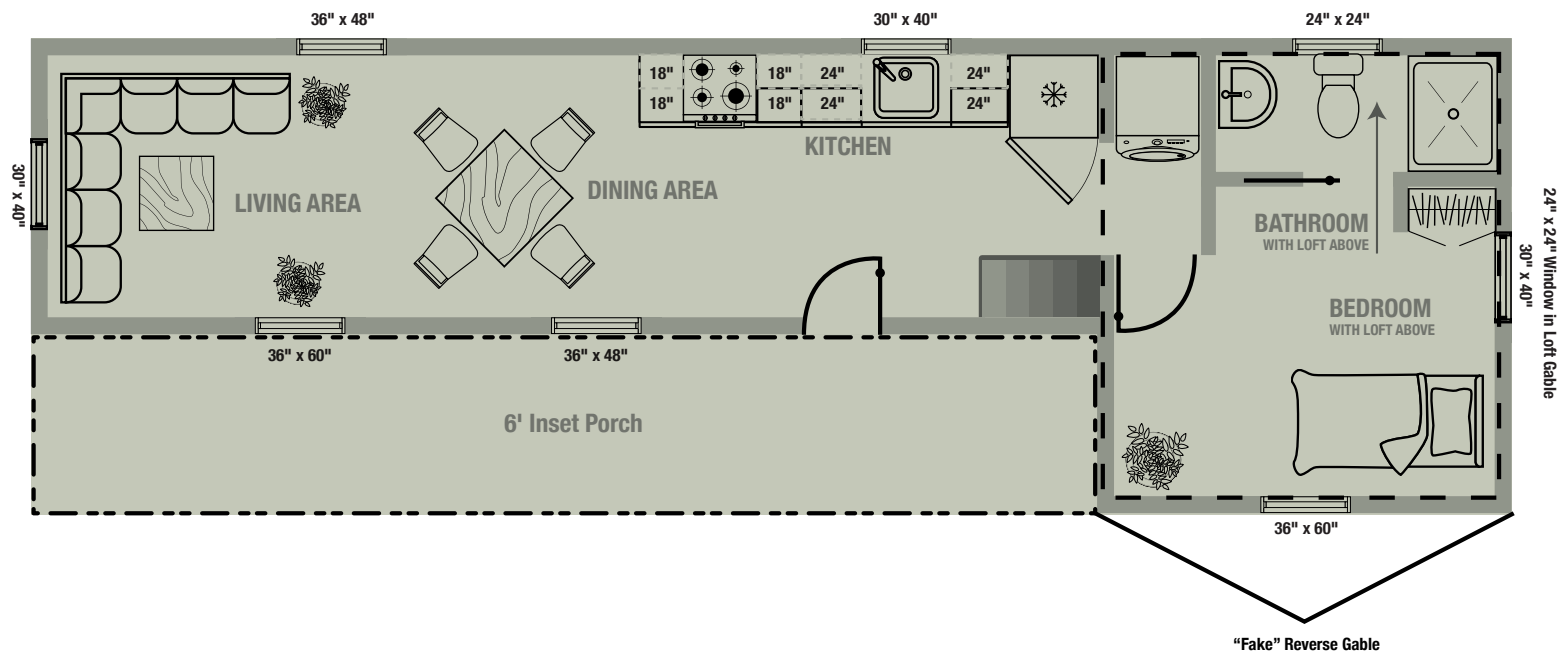 36" x 48"
30" x 40"
24" x 24"
18" 18" 24" 24"
18" 18" 24" 24"
KITCHEN
30" x 40"
LIVING AREA
DINING AREA
BATHROOM
WITH LOFT ABOVE
BEDROOM
WITH LOFT ABOVE
30" x 40"
24" x 24" Window in Loft Gable
36" x 60"
36" x 48"
6' Inset Porch
36" x 60"
“Fake” Reverse Gable